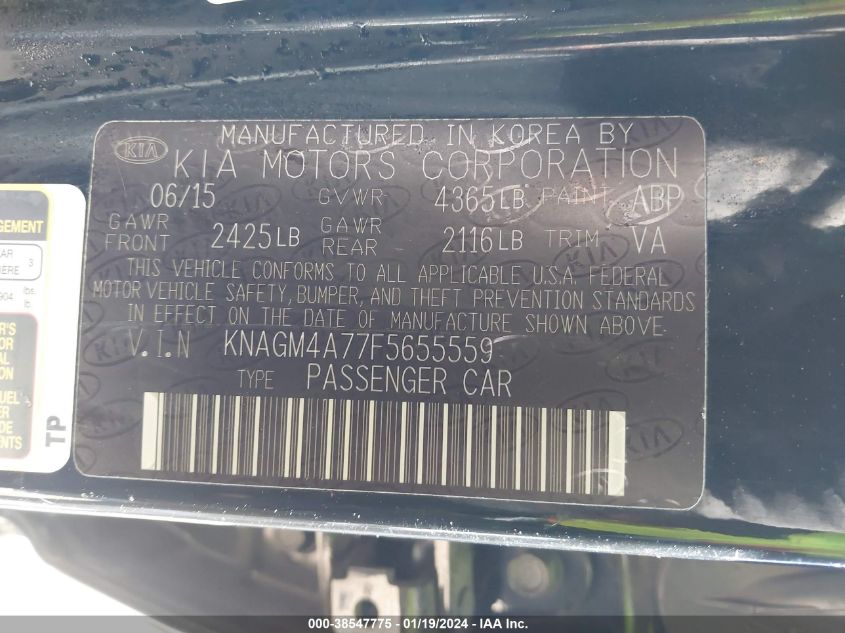 MANUFACTURED IN KOREA BY
KIA KIA MOTORS CORPORATION
06/15 GVWR 4365LB PAINT ABP
GAWR FRONT 2425LB GAWR REAR 2116LB TRIM VA
THIS VEHICLE CONFORMS TO ALL APPLICABLE U.S.A. FEDERAL
MOTOR VEHICLE SAFETY, BUMPER, AND THEFT PREVENTION STANDARDS
IN EFFECT ON THE DATE OF MANUFACTURE SHOWN ABOVE.
V.I.N KNAGM4A77F5655559
TYPE PASSENGER CAR
TP
000-38547775 - 01/19/2024 - IAAI, Inc.